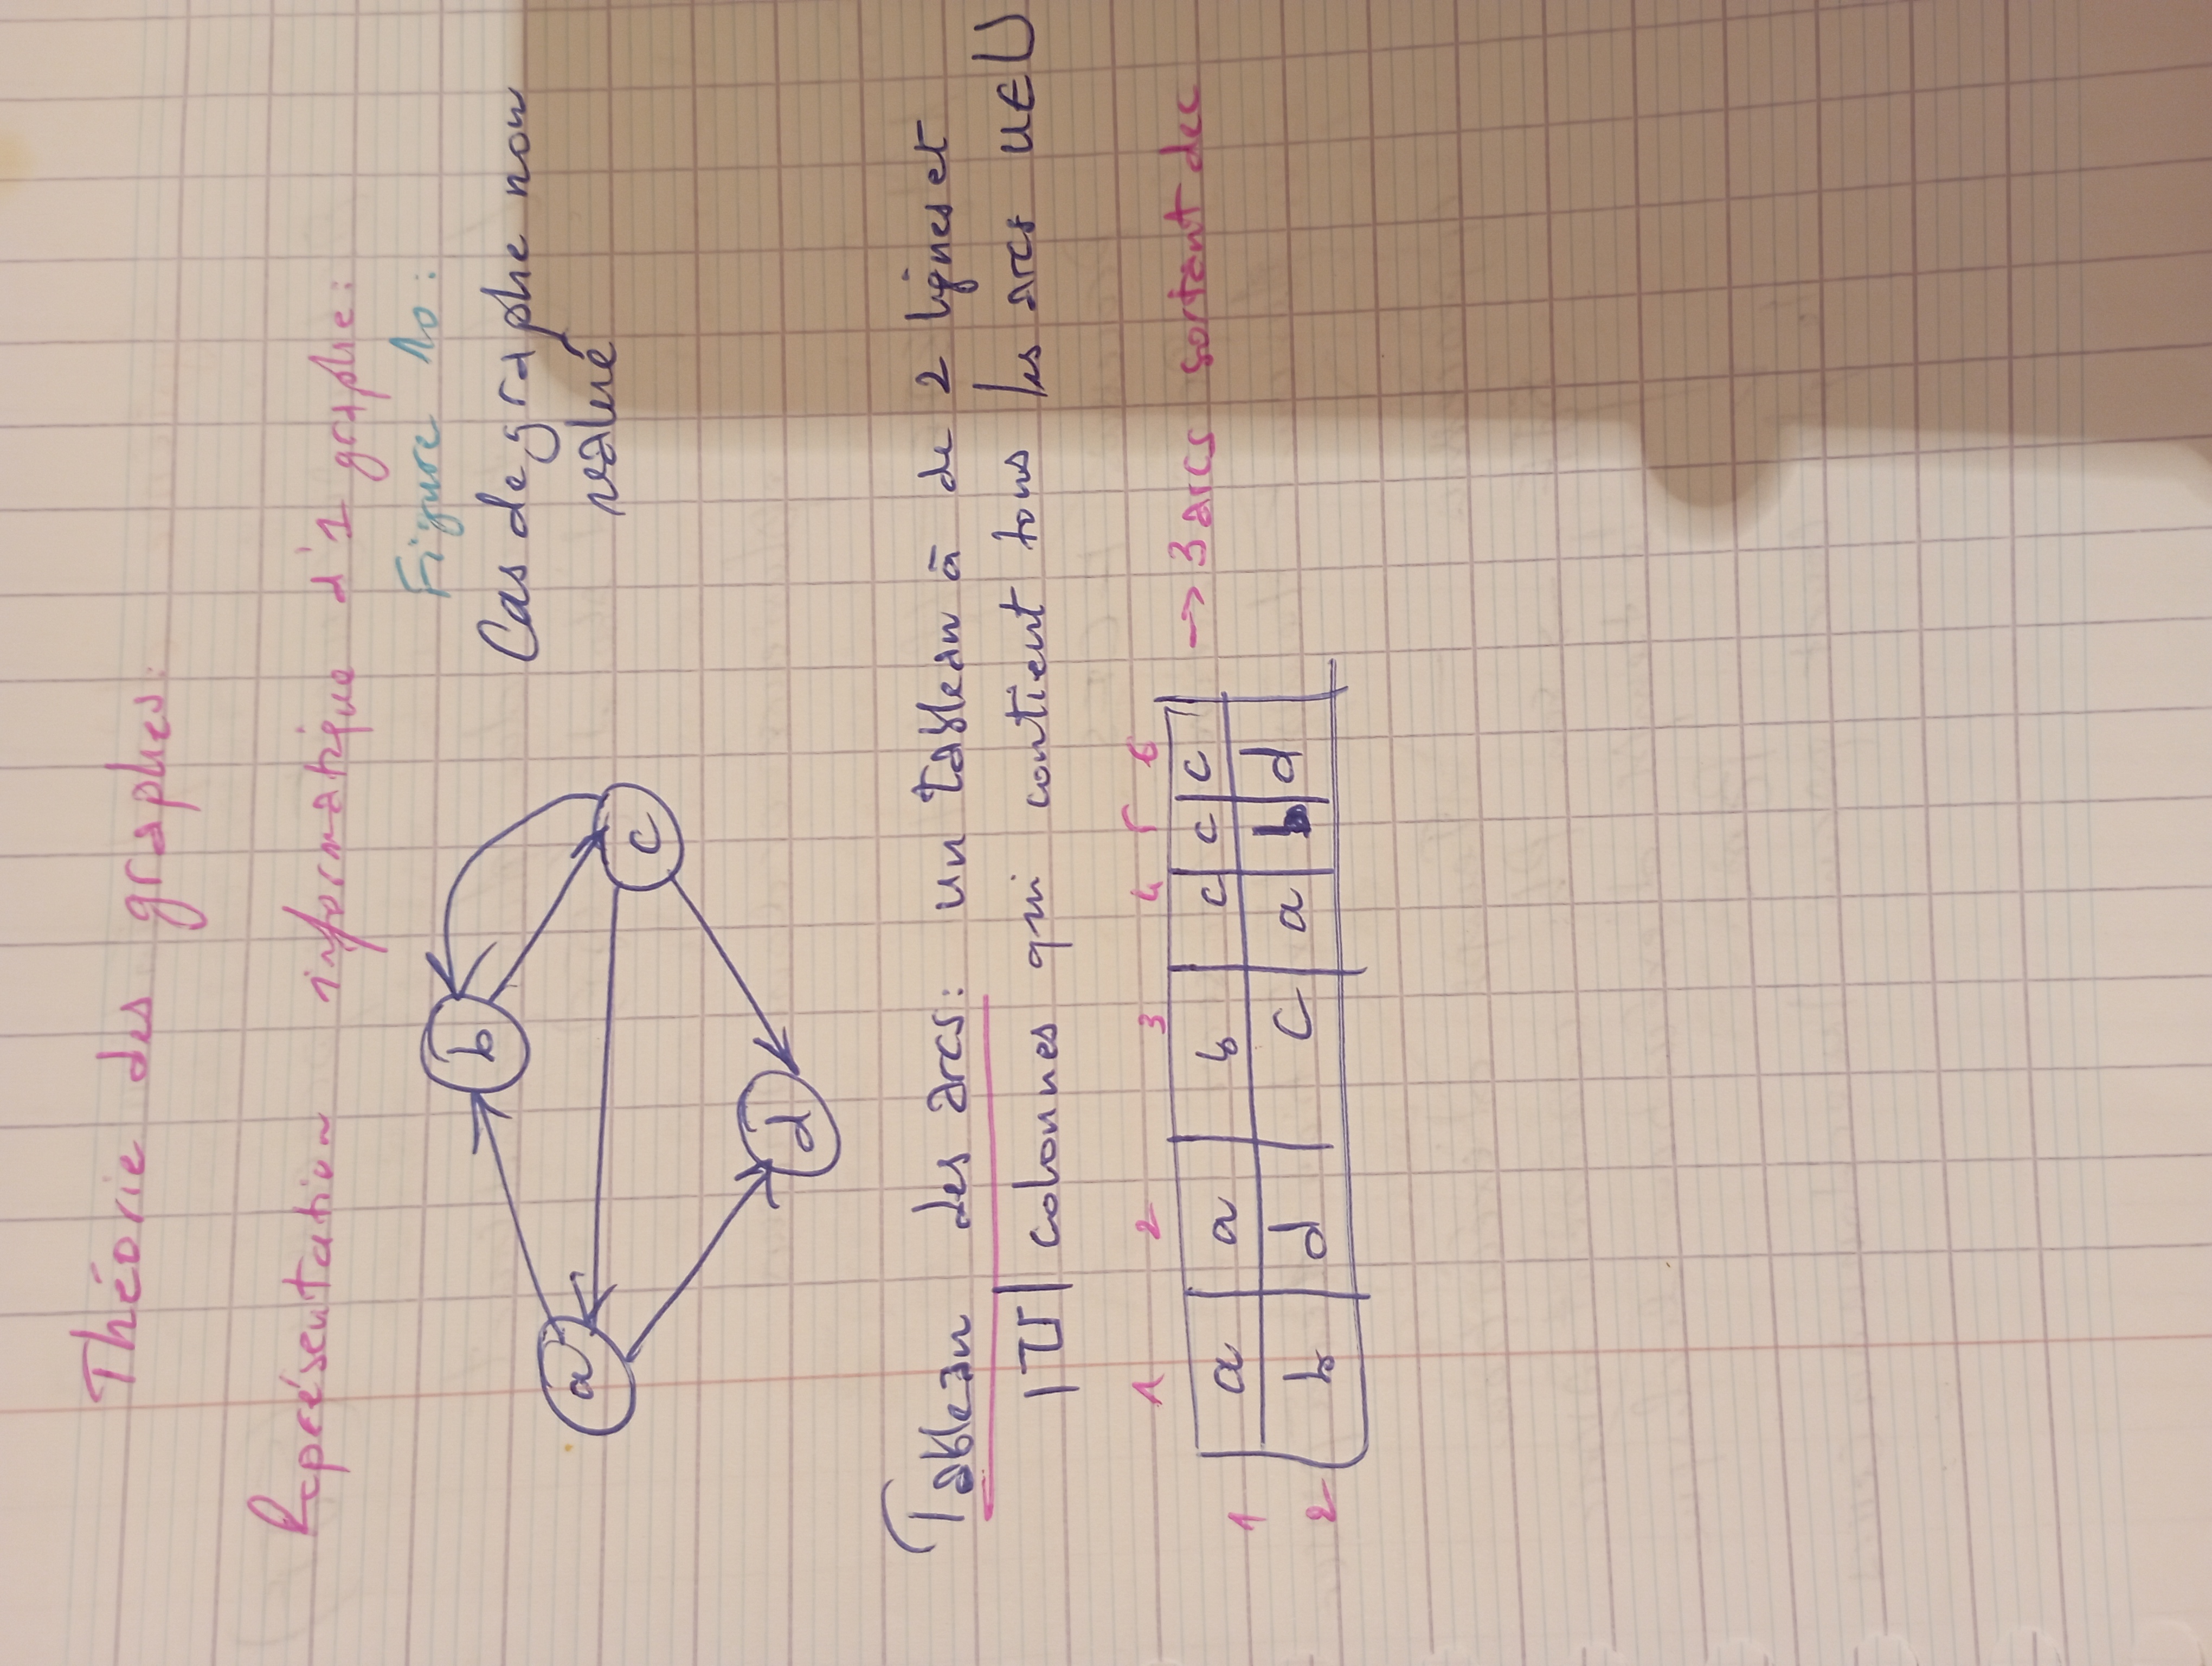 Théorie des graphes:
Représentation informatique d'1 graphe:
Figure 10:
Cas de graphe non
valué
a
b
c
d
Tableau des arcs: un tableau à de 2 lignes et
|U| colonnes qui contient tous les arcs u∈U
1 2 3 4 5 6
1 a a b c c c → 3 arcs sortant de c
2 b d c a b d